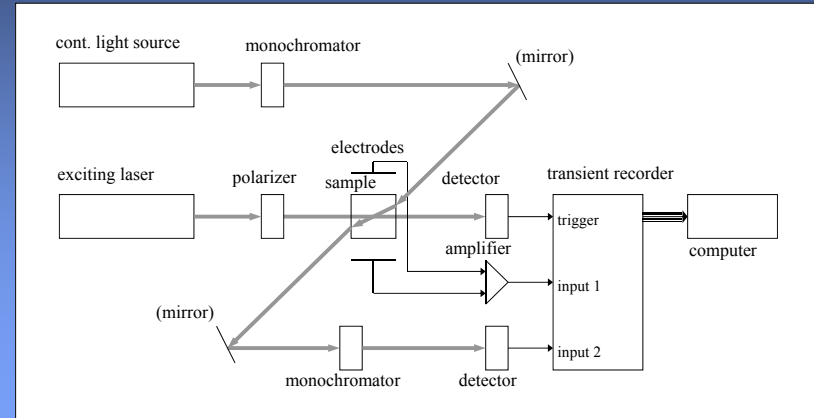 cont. light source
monochromator
(mirror)
electrodes
exciting laser
polarizer
sample
detector
transient recorder
trigger
computer
amplifier
input 1
(mirror)
input 2
monochromator
detector